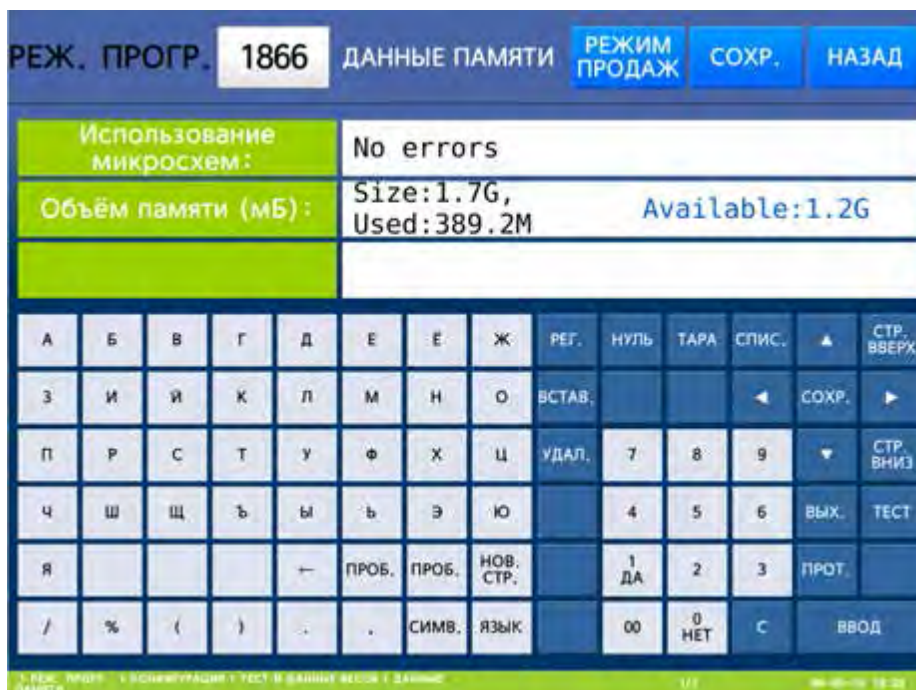 РЕЖ. ПРОГР. 1866 ДАННЫЕ ПАМЯТИ РЕЖИМ ПРОДАЖ СОХР. НАЗАД
Использование
микросхем:
No errors
Объём памяти (мБ):
Size:1.7G,
Used:389.2M
Available:1.2G
А Б В Г Д Е Ё Ж РЕГ. НУЛЬ ТАРА СПИС. ▲ СТР. ВВЕРХ
З И Й К Л М Н О ВСТАВ. ◀ СОХР. ▶
П Р С Т У Ф Х Ц УДАЛ. 7 8 9 ▼ СТР. ВНИЗ
Ч Ш Щ Ъ Ы Ь Э Ю 4 5 6 ВЫХ. ТЕСТ
Я ← ПРОБ. ПРОБ. НОВ. СТР. 1 ДА 2 3 ПРОТ.
/ % ( ) . , СИМВ. ЯЗЫК 00 0 НЕТ С ВВОД
1/1